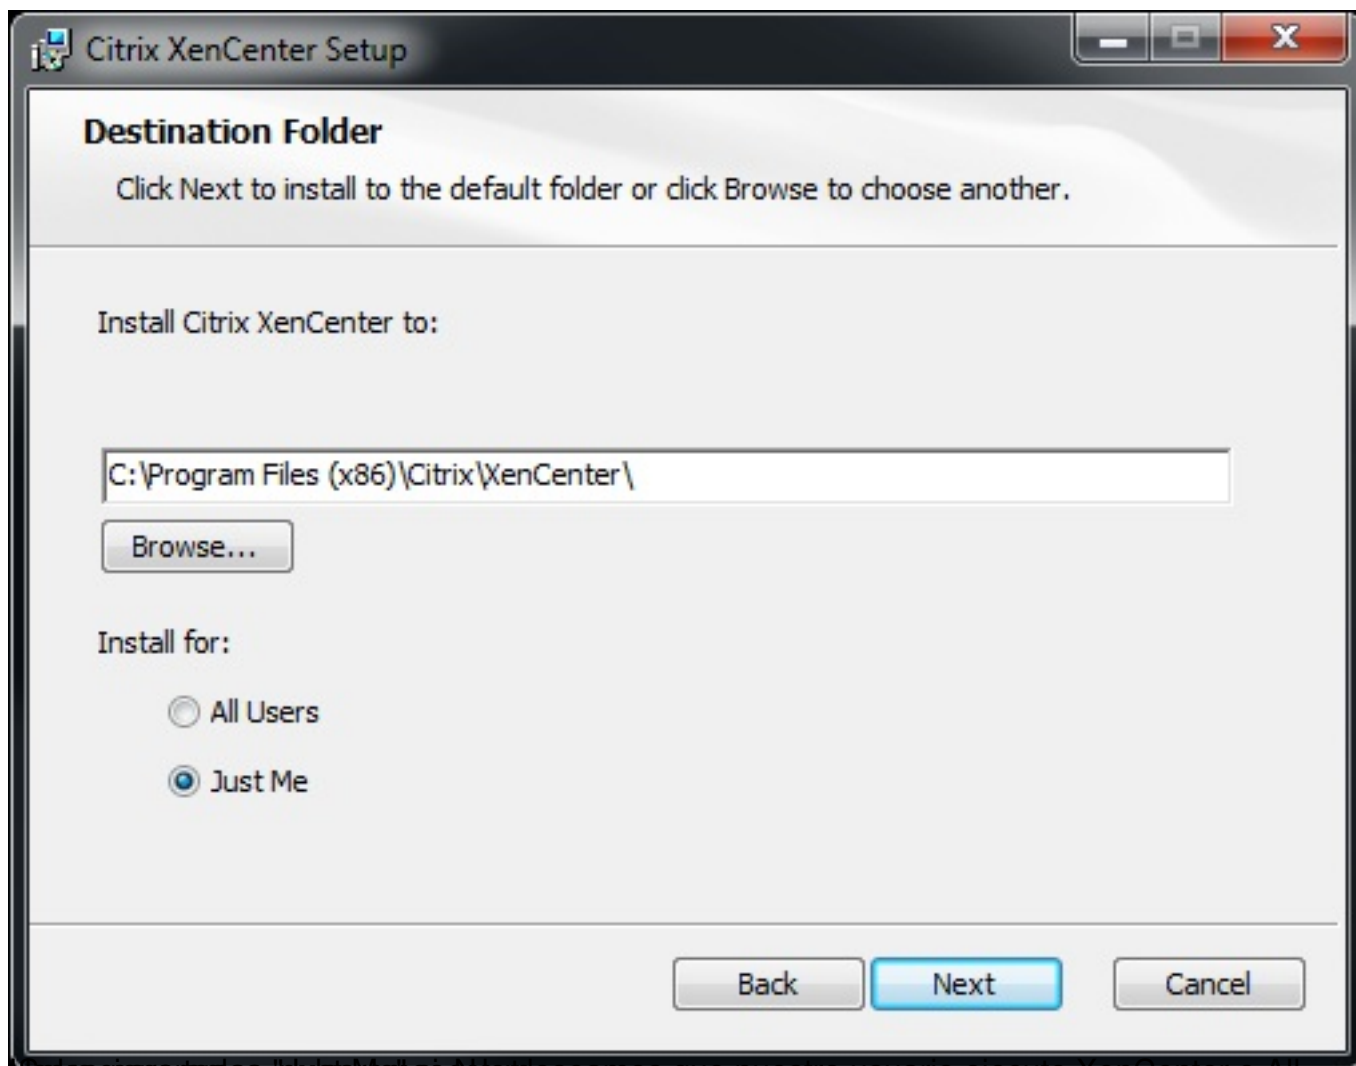 Citrix XenCenter Setup
Destination Folder
Click Next to install to the default folder or click Browse to choose another.
Install Citrix XenCenter to:
C:\Program Files (x86)\Citrix\XenCenter\
Browse...
Install for:
All Users
Just Me
Back
Next
Cancel